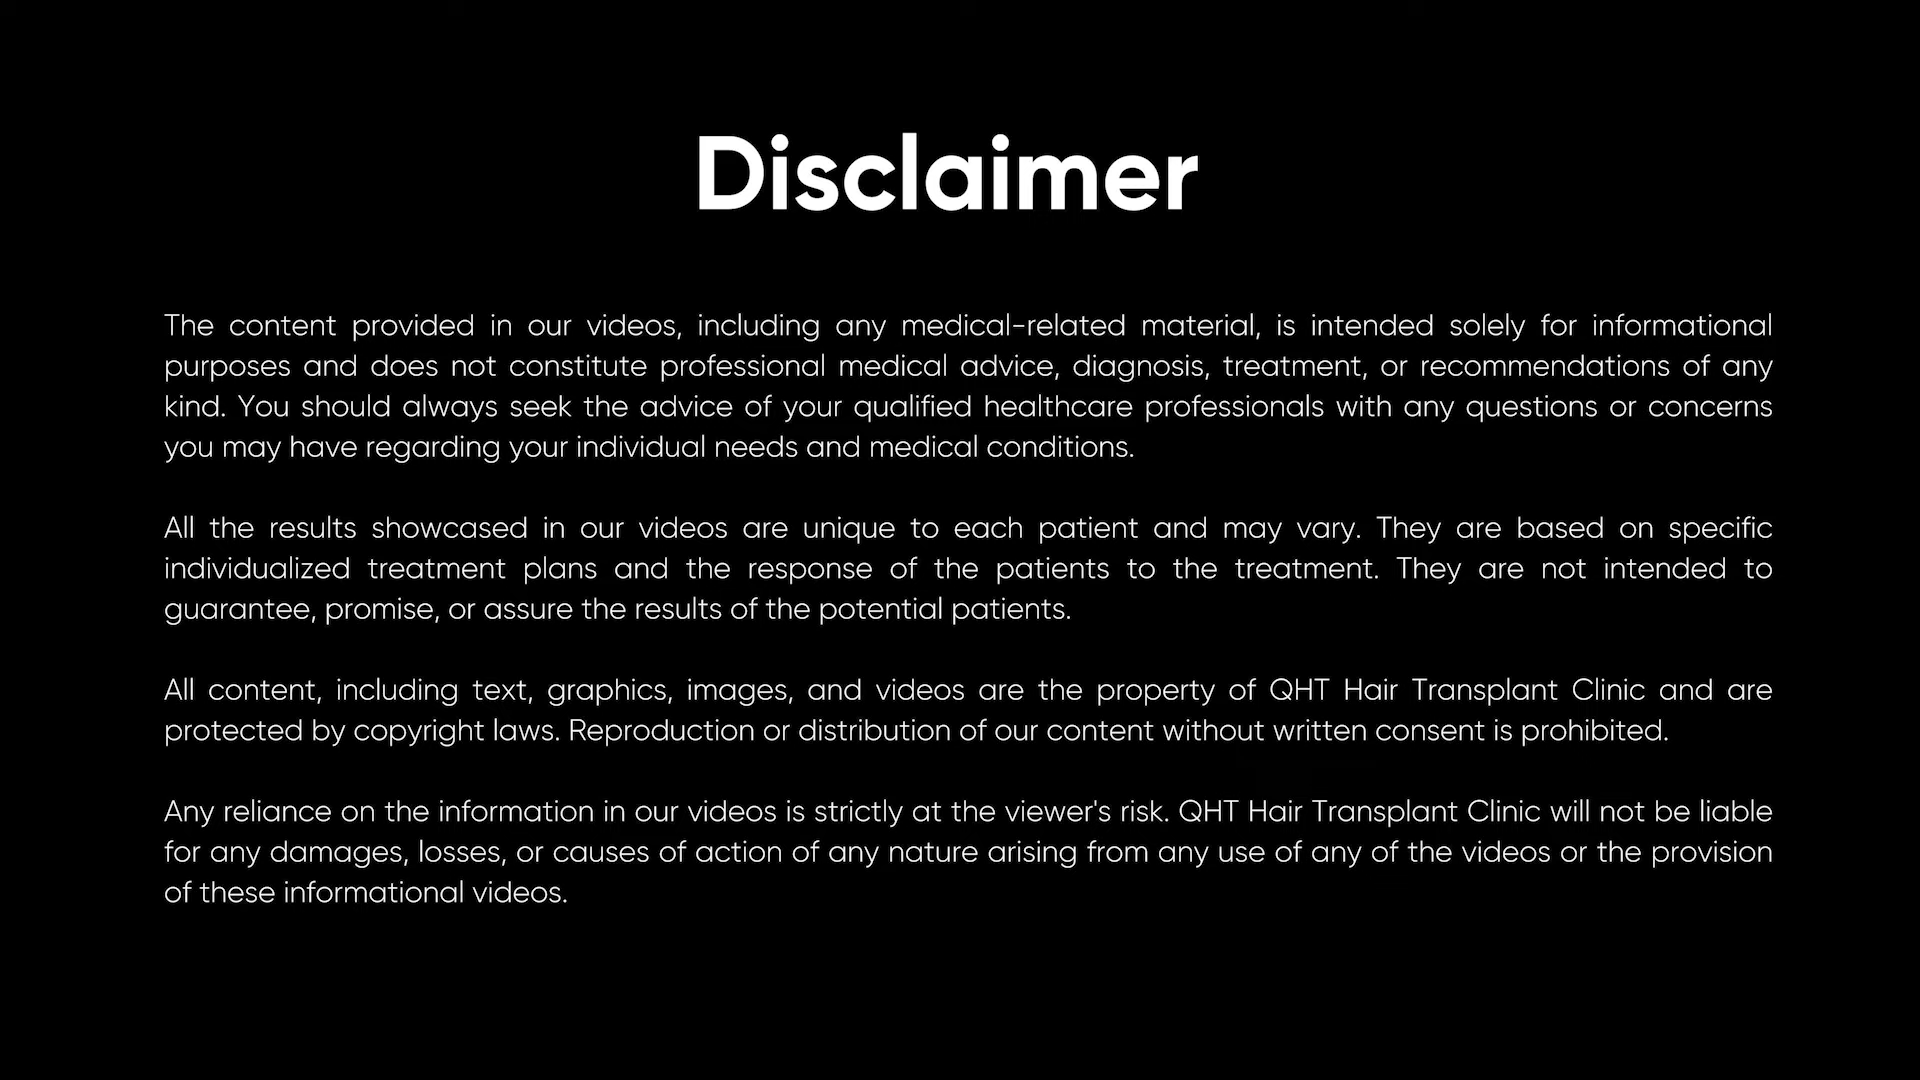 Disclaimer
The content provided in our videos, including any medical-related material, is intended solely for informational
purposes and does not constitute professional medical advice, diagnosis, treatment, or recommendations of any
kind. You should always seek the advice of your qualified healthcare professionals with any questions or concerns
you may have regarding your individual needs and medical conditions.
All the results showcased in our videos are unique to each patient and may vary. They are based on specific
individualized treatment plans and the response of the patients to the treatment. They are not intended to
guarantee, promise, or assure the results of the potential patients.
All content, including text, graphics, images, and videos are the property of QHT Hair Transplant Clinic and are
protected by copyright laws. Reproduction or distribution of our content without written consent is prohibited.
Any reliance on the information in our videos is strictly at the viewer's risk. QHT Hair Transplant Clinic will not be liable
for any damages, losses, or causes of action of any nature arising from any use of any of the videos or the provision
of these informational videos.